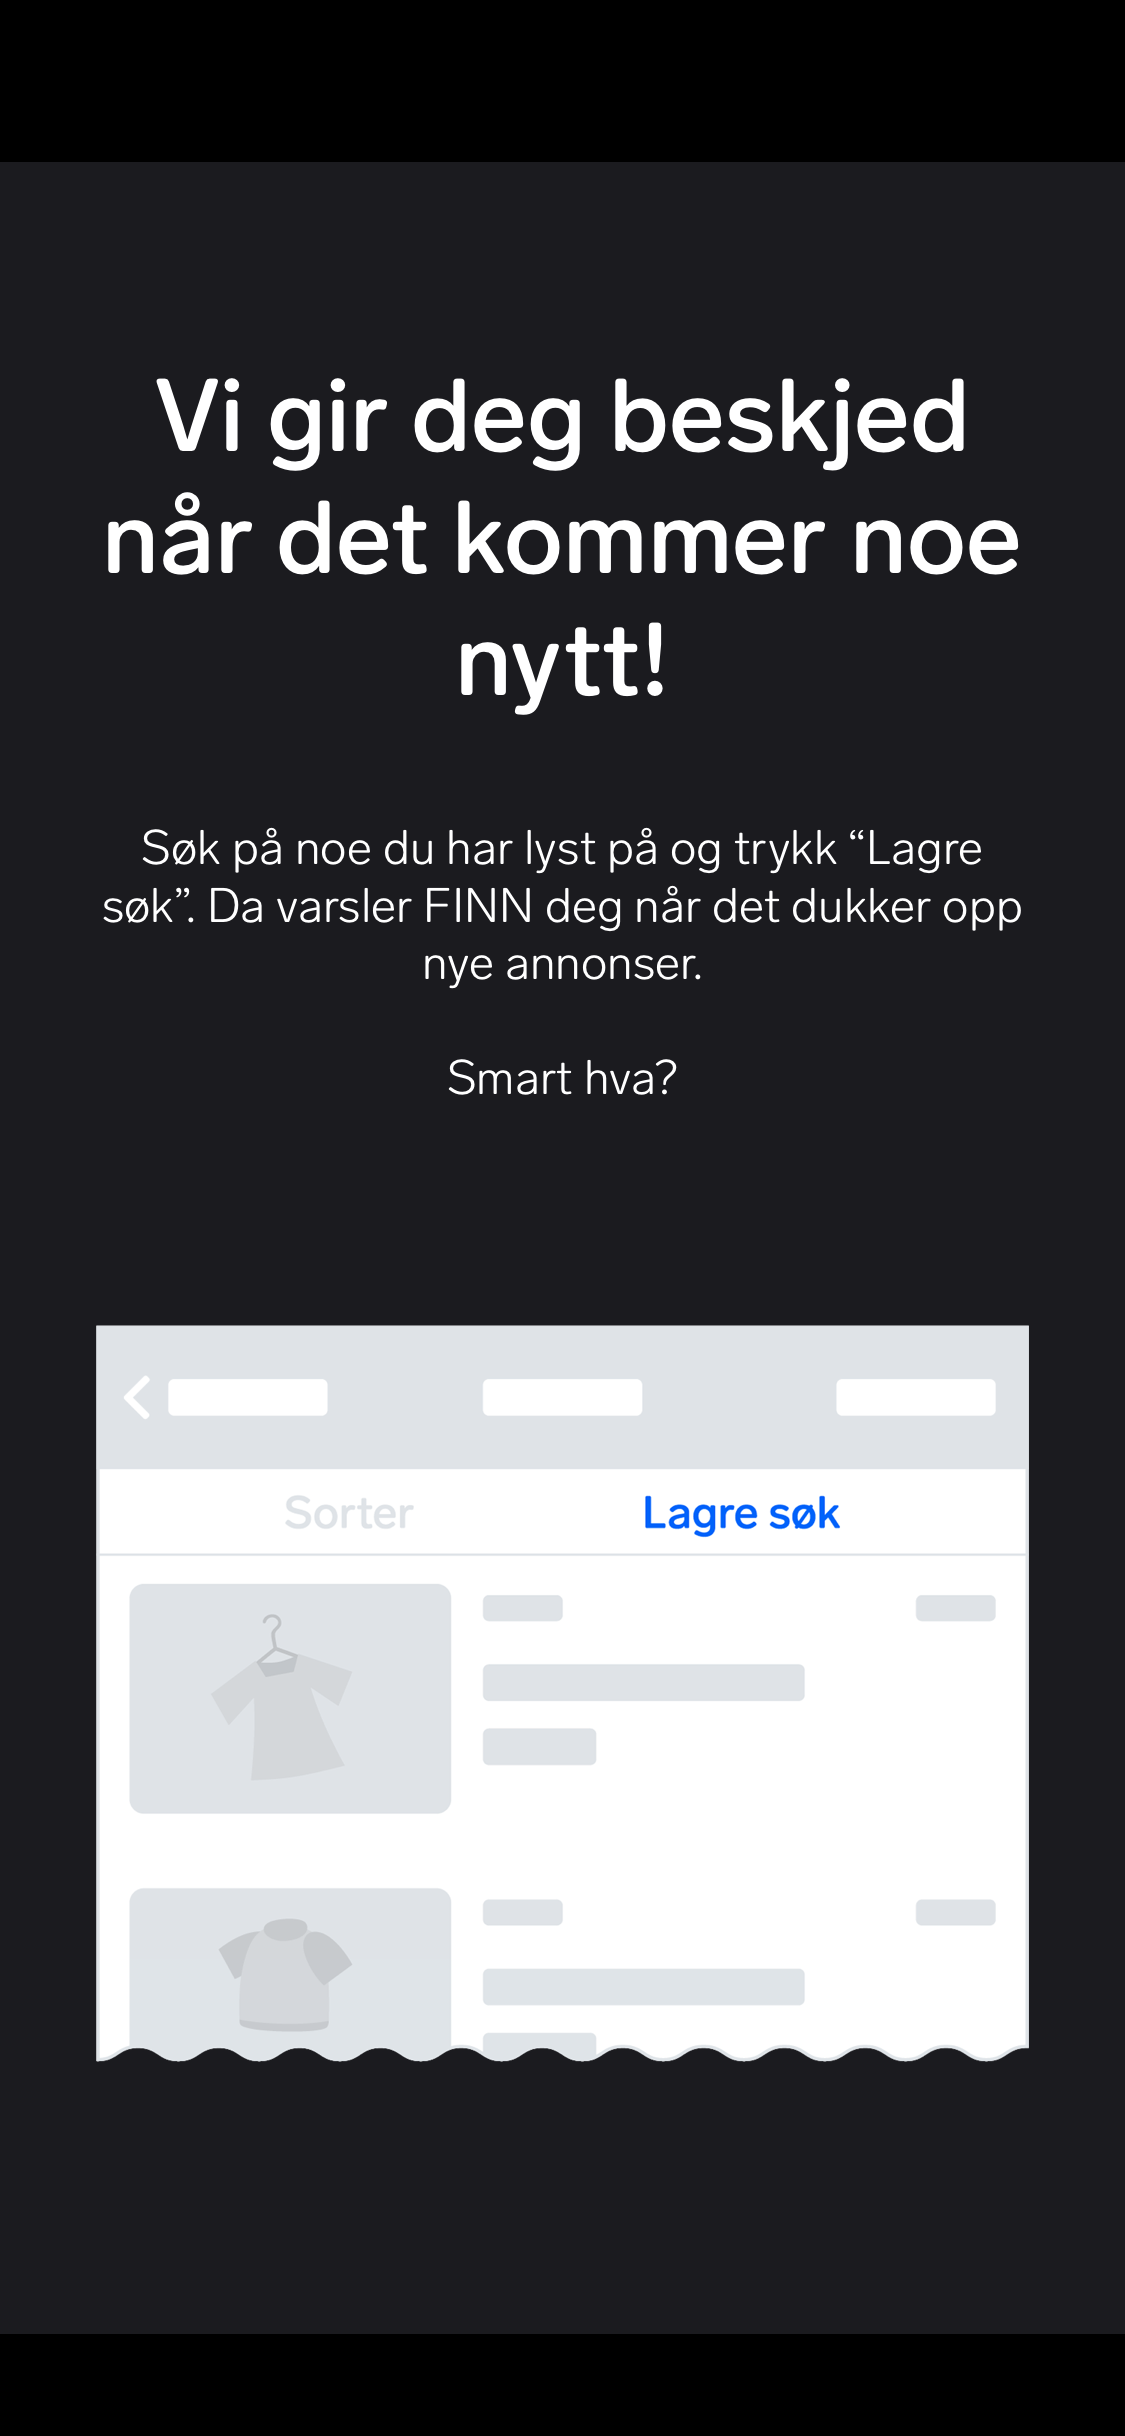 Vi gir deg beskjed
når det kommer noe
nytt!
Søk på noe du har lyst på og trykk “Lagre
søk”. Da varsler FINN deg når det dukker opp
nye annonser.
Smart hva?
Sorter
Lagre søk